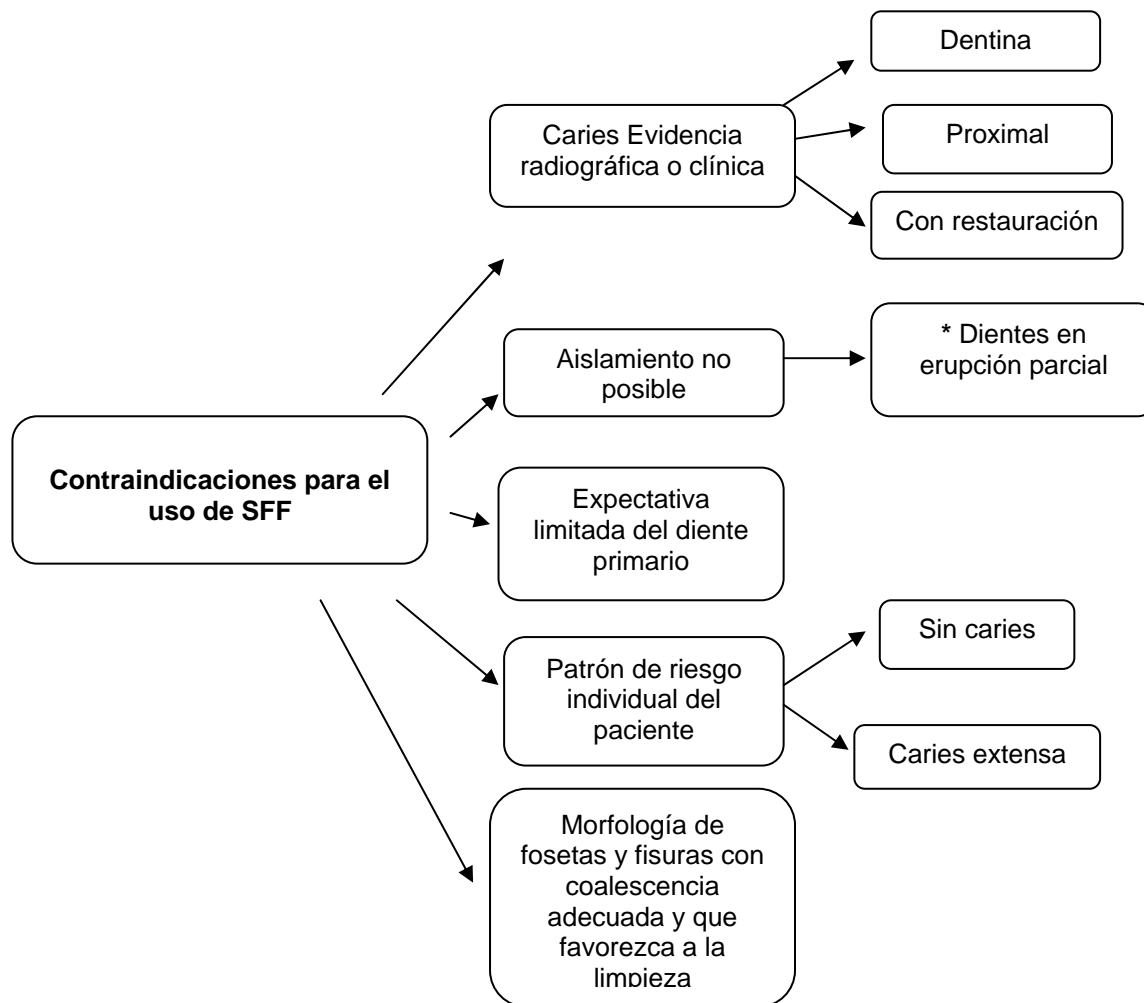 Dentina
Caries Evidencia
radiográfica o clínica
Proximal
Con restauración
Aislamiento no
posible
* Dientes en
erupción parcial
Contraindicaciones para el
uso de SFF
Expectativa
limitada del diente
primario
Patrón de riesgo
individual del
paciente
Sin caries
Caries extensa
Morfología de
fosetas y fisuras con
coalescencia
adecuada y que
favorezca a la
limpieza